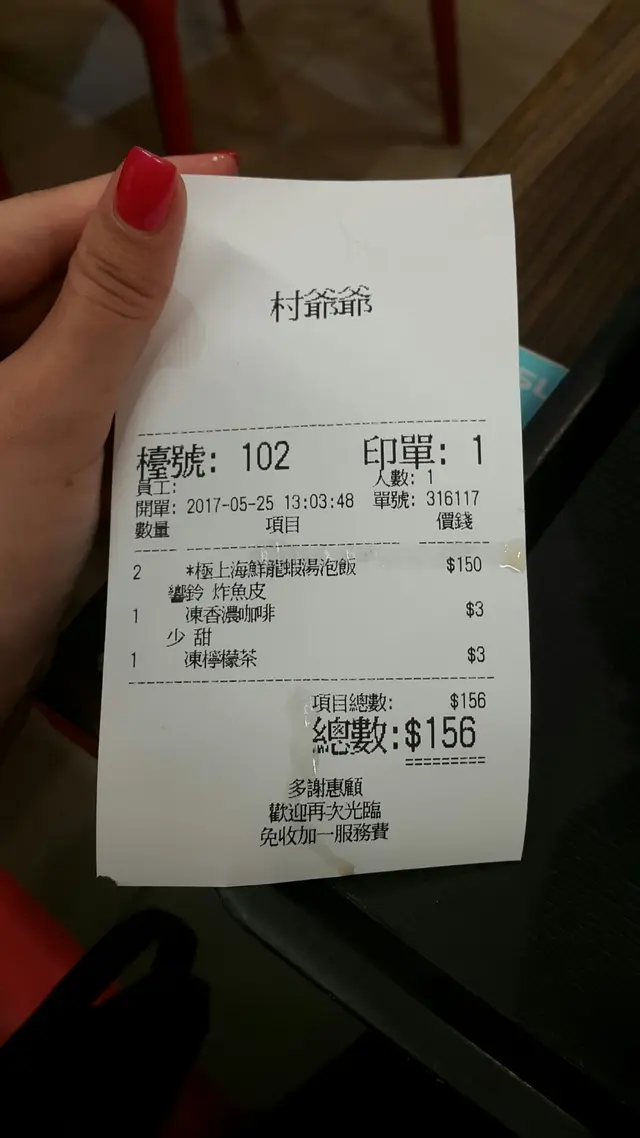 村爺爺
檯號: 102 印單: 1
員工: 人數: 1
開單: 2017-05-25 13:03:48 單號: 316117
數量 項目 價錢
2 *極上海鮮龍蝦湯泡飯 $150
響鈴 炸魚皮
1 凍香濃咖啡 $3
少 甜
1 凍檸檬茶 $3
項目總數: $156
總數:$156
多謝惠顧
歡迎再次光臨
免收加一服務費